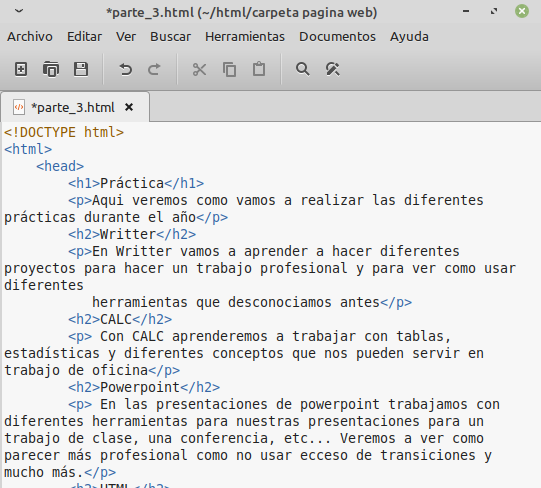 *parte_3.html (~/html/carpeta pagina web)
Archivo Editar Ver Buscar Herramientas Documentos Ayuda
*parte_3.html
<!DOCTYPE html>
<html>
    <head>
        <h1>Práctica</h1>
        <p>Aqui veremos como vamos a realizar las diferentes
prácticas durante el año</p>
        <h2>Writter</h2>
        <p>En Writter vamos a aprender a hacer diferentes
proyectos para hacer un trabajo profesional y para ver como usar
diferentes
           herramientas que desconociamos antes</p>
        <h2>CALC</h2>
        <p> Con CALC aprenderemos a trabajar con tablas,
estadísticas y diferentes conceptos que nos pueden servir en
trabajo de oficina</p>
        <h2>Powerpoint</h2>
        <p> En las presentaciones de powerpoint trabajamos con
diferentes herramientas para nuestras presentaciones para un
trabajo de clase, una conferencia, etc... Veremos a ver como
parecer más profesional como no usar ecceso de transiciones y
mucho más.</p>
        <h2>HTML</h2>